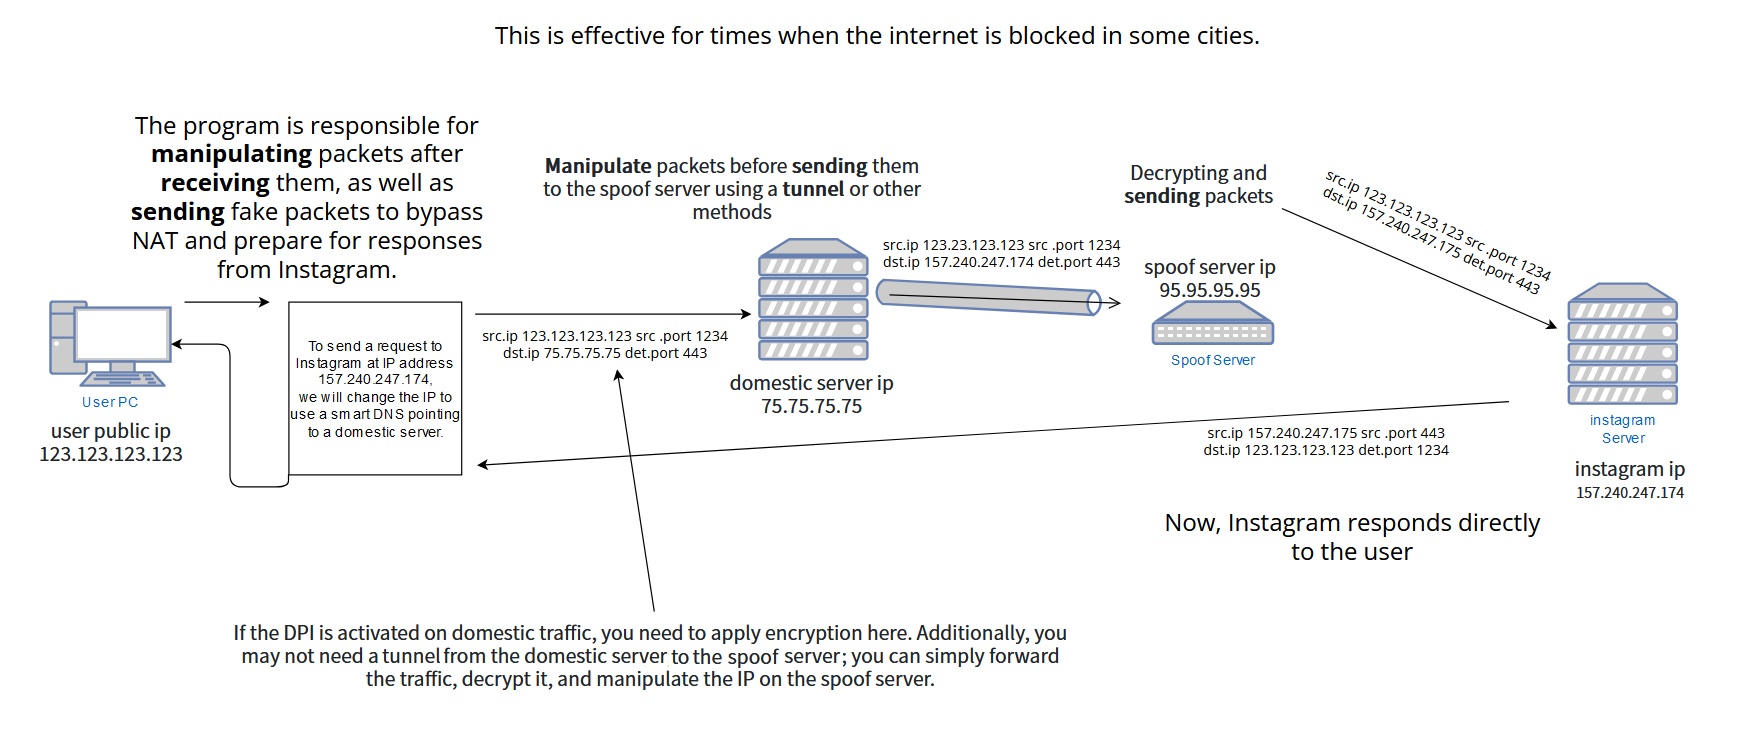 This is effective for times when the internet is blocked in some cities.
The program is responsible for
manipulating packets after
receiving them, as well as
sending fake packets to bypass
NAT and prepare for responses
from Instagram.
Manipulate packets before sending them
to the spoof server using a tunnel or other
methods
Decrypting and
sending packets
src.ip 123.123.123.123 src .port 1234
dst.ip 157.240.247.175 det.port 443
src.ip 123.23.123.123 src .port 1234
dst.ip 157.240.247.174 det.port 443
spoof server ip
95.95.95.95
Spoof Server
To send a request to
Instagram at IP address
157.240.247.174,
we will change the IP to
use a smart DNS pointing
to a domestic server.
src.ip 123.123.123.123 src .port 1234
dst.ip 75.75.75.75 det.port 443
domestic server ip
75.75.75.75
User PC
user public ip
123.123.123.123
instagram
Server
instagram ip
157.240.247.174
src.ip 157.240.247.175 src .port 443
dst.ip 123.123.123.123 det.port 1234
Now, Instagram responds directly
to the user
If the DPI is activated on domestic traffic, you need to apply encryption here. Additionally, you
may not need a tunnel from the domestic server to the spoof server; you can simply forward
the traffic, decrypt it, and manipulate the IP on the spoof server.